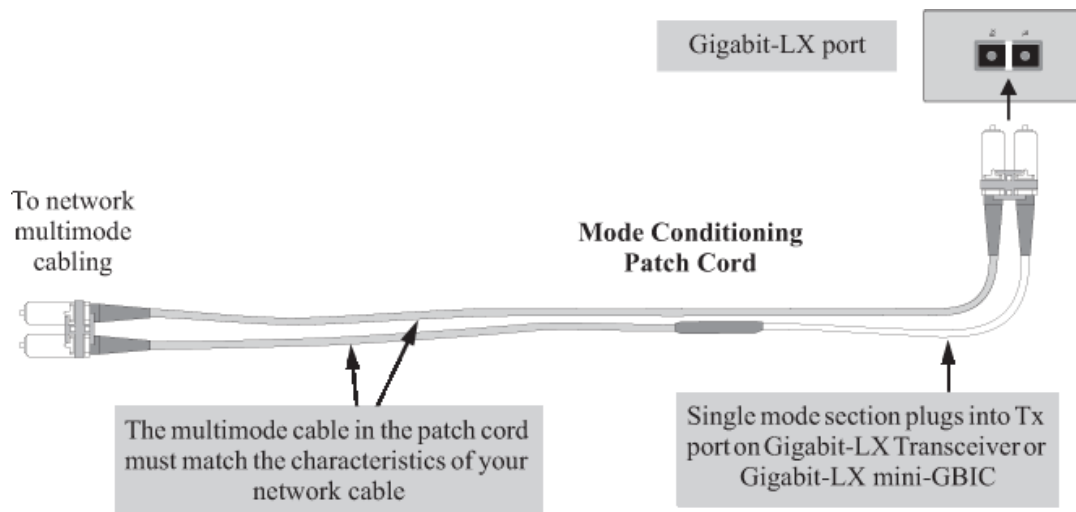 Gigabit-LX port
To network
multimode
cabling
Mode Conditioning
Patch Cord
The multimode cable in the patch cord
must match the characteristics of your
network cable
Single mode section plugs into Tx
port on Gigabit-LX Transceiver or
Gigabit-LX mini-GBIC